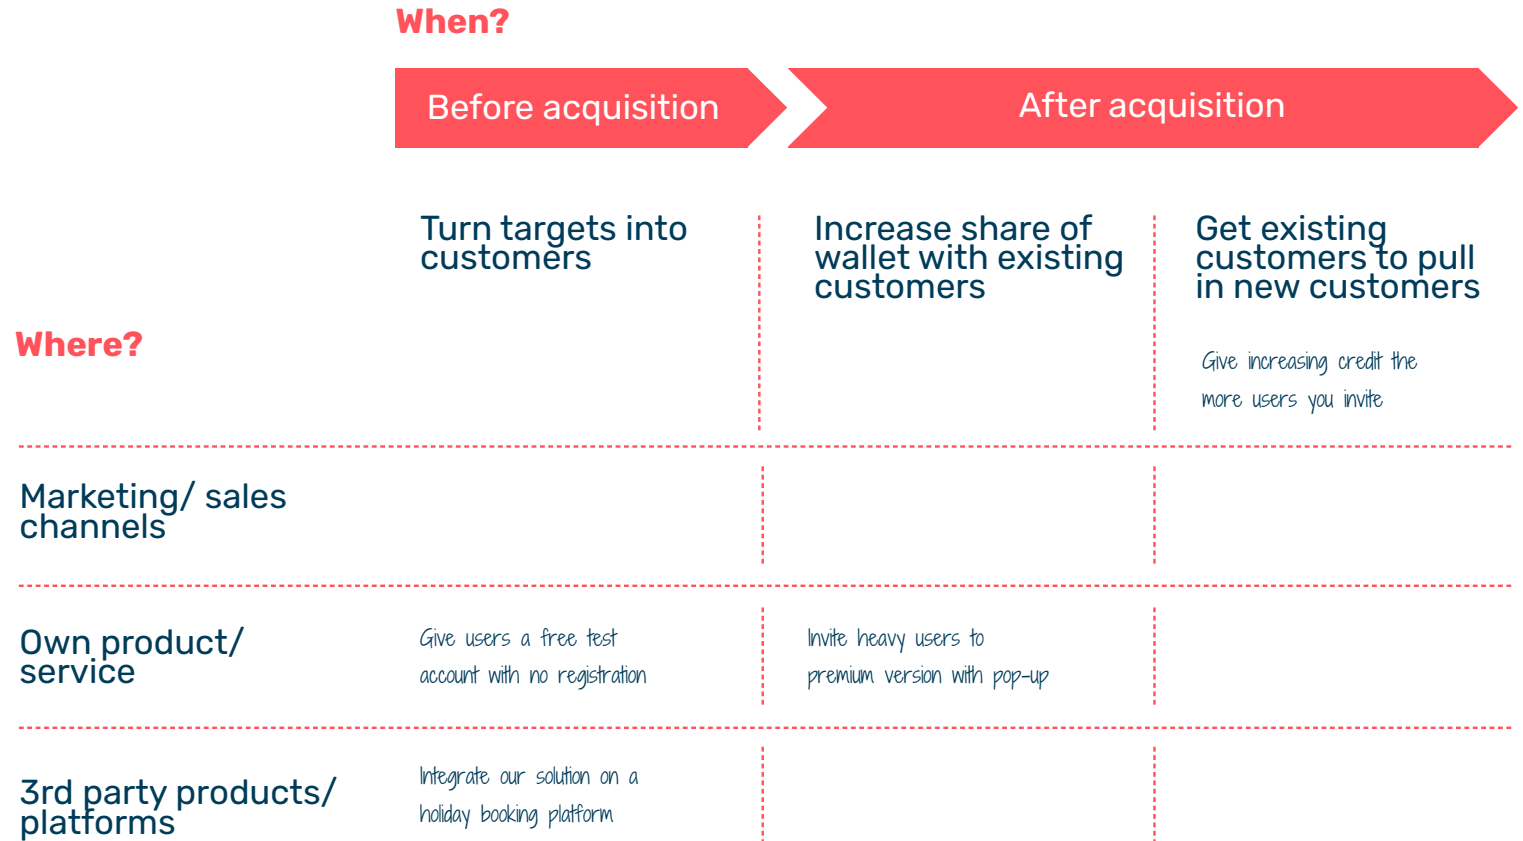 When?
Before acquisition
After acquisition
Turn targets into
customers
Increase share of
wallet with existing
customers
Get existing
customers to pull
in new customers
Where?
Give increasing credit the
more users you invite
Marketing/ sales
channels
Own product/
service
Give users a free test
account with no registration
Invite heavy users to
premium version with pop-up
3rd party products/
platforms
Integrate our solution on a
holiday booking platform